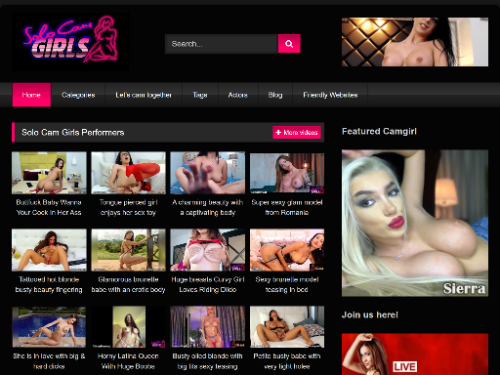 Solo Cam
GIRLS
Search...
Home
Categories
Let's cam together
Tags
Actors
Blog
Friendly Websites
Solo Cam Girls Performers
+ More videos
Buttfuck Baby Wanna
Your Cock In Her Ass
Tongue pierced girl
enjoys her sex toy
A charming beauty with
a captivating body
Super sexy glam model
from Romania
Tattooed hot blonde
busty beauty fingering
Glamorous brunette
babe with an erotic body
Huge breasts Curvy Girl
Loves Riding Dildo
Sexy brunette model
teasing in bed
She is in love with big &
hard dicks
Horny Latina Queen
With Huge Boobs
Busty oiled blonde with
big tits sexy teasing
Petite busty babe with
very tight holes
Featured Camgirl
Sierra
Join us here!
LIVE